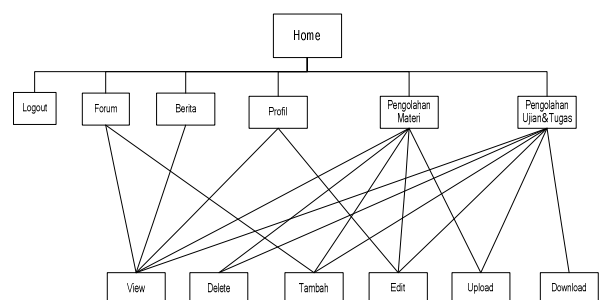 Home
Logout
Forum
Berita
Profil
Pengolahan
Materi
Pengolahan
Ujian&Tugas
View
Delete
Tambah
Edit
Upload
Download